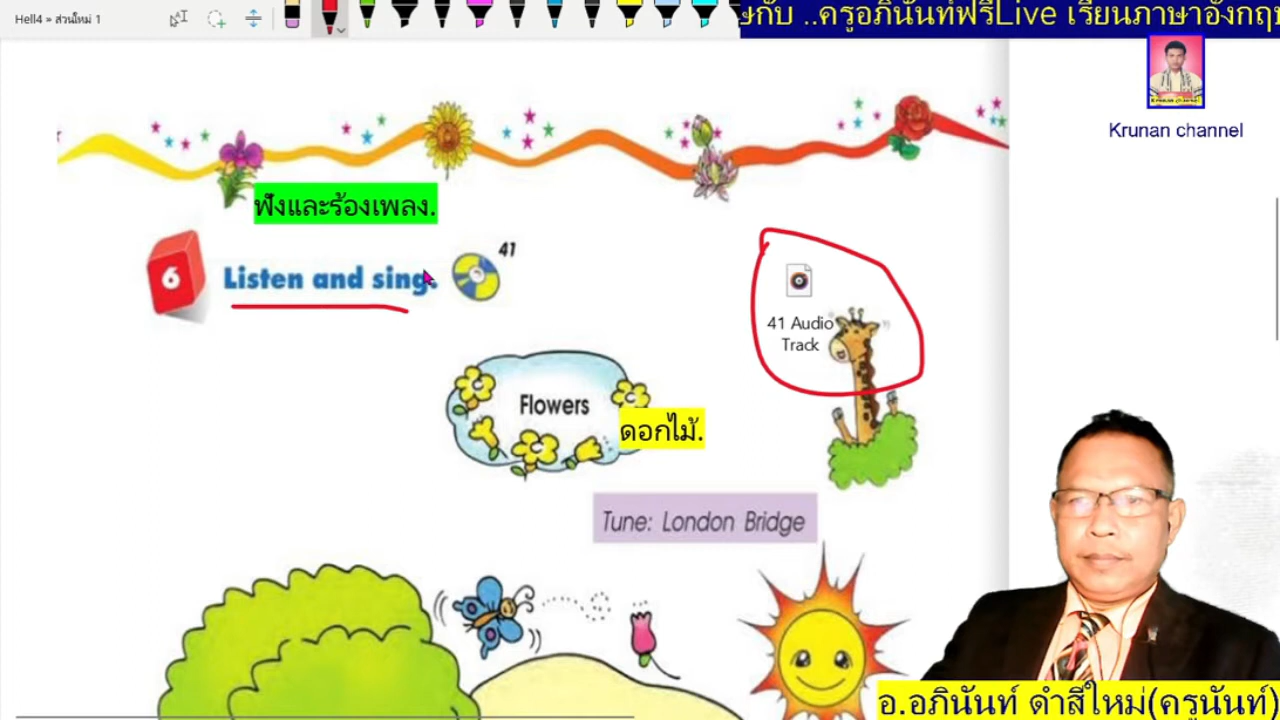 Hell4 » ส่วนใหม่ 1
ษกับ ..ครูอภินันท์ฟรีLive เรียนภาษาอังกฤษ
Krunan channel
ฟังและร้องเพลง.
6 Listen and sing. 41
41 Audio
Track
Flowers
ดอกไม้.
Tune: London Bridge
อ.อภินันท์ ดำสีใหม่(ครูนันท์)